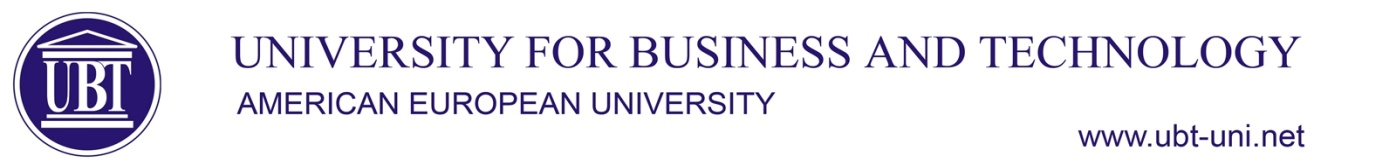 UBT
UNIVERSITY FOR BUSINESS AND TECHNOLOGY
AMERICAN EUROPEAN UNIVERSITY
www.ubt-uni.net